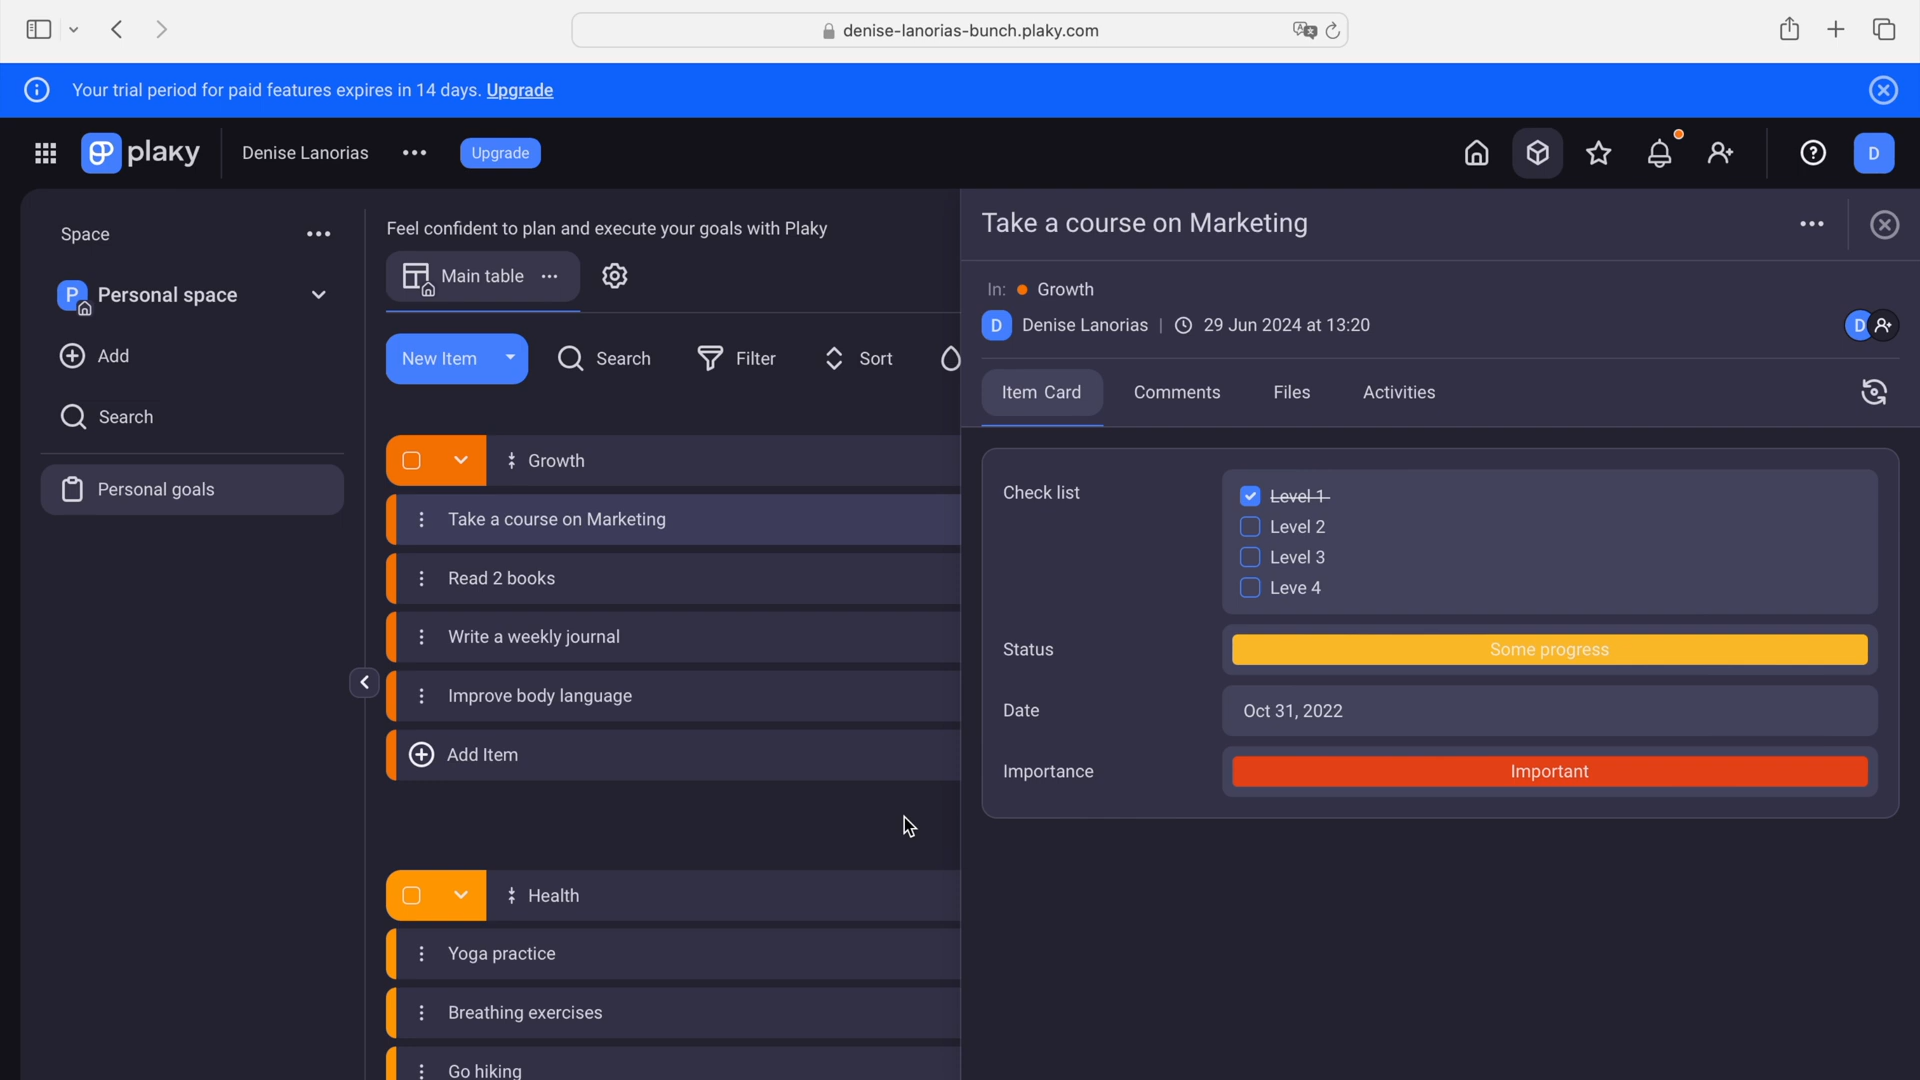 denise-lanorias-bunch.plaky.com
Your trial period for paid features expires in 14 days. Upgrade
plaky
Denise Lanorias
Upgrade
D
Space
P Personal space
Add
Search
Personal goals
Feel confident to plan and execute your goals with Plaky
Main table
New Item
Search
Filter
Sort
Growth
Take a course on Marketing
Read 2 books
Write a weekly journal
Improve body language
Add Item
Health
Yoga practice
Breathing exercises
Go hiking
Take a course on Marketing
In: Growth
D Denise Lanorias | 29 Jun 2024 at 13:20
D
Item Card
Comments
Files
Activities
Check list
Level 1
Level 2
Level 3
Leve 4
Status
Some progress
Date
Oct 31, 2022
Importance
Important